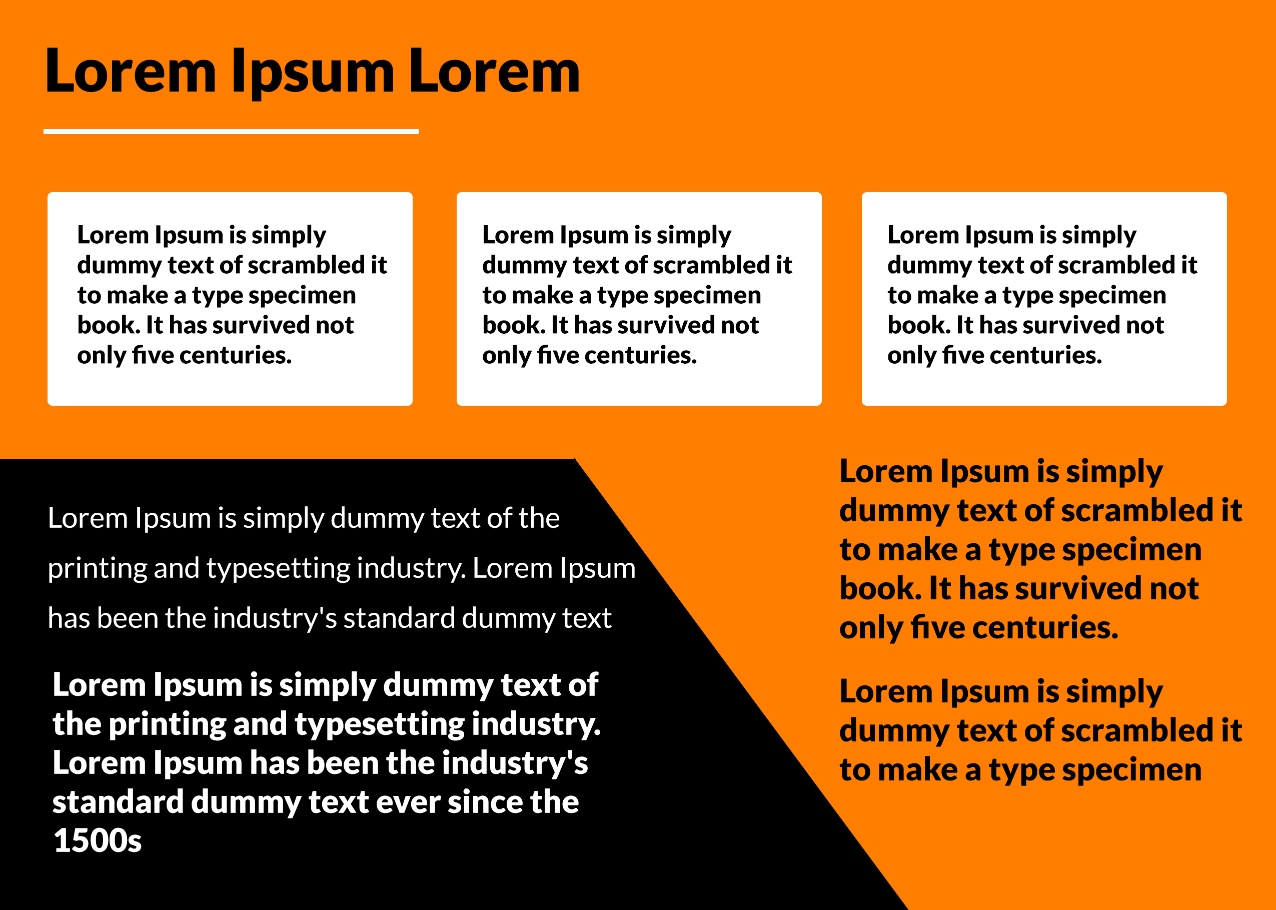 Lorem Ipsum Lorem
Lorem Ipsum is simply
dummy text of scrambled it
to make a type specimen
book. It has survived not
only five centuries.
Lorem Ipsum is simply
dummy text of scrambled it
to make a type specimen
book. It has survived not
only five centuries.
Lorem Ipsum is simply
dummy text of scrambled it
to make a type specimen
book. It has survived not
only five centuries.
Lorem Ipsum is simply dummy text of the
printing and typesetting industry. Lorem Ipsum
has been the industry's standard dummy text
Lorem Ipsum is simply dummy text of
the printing and typesetting industry.
Lorem Ipsum has been the industry's
standard dummy text ever since the
1500s
Lorem Ipsum is simply
dummy text of scrambled it
to make a type specimen
book. It has survived not
only five centuries.
Lorem Ipsum is simply
dummy text of scrambled it
to make a type specimen